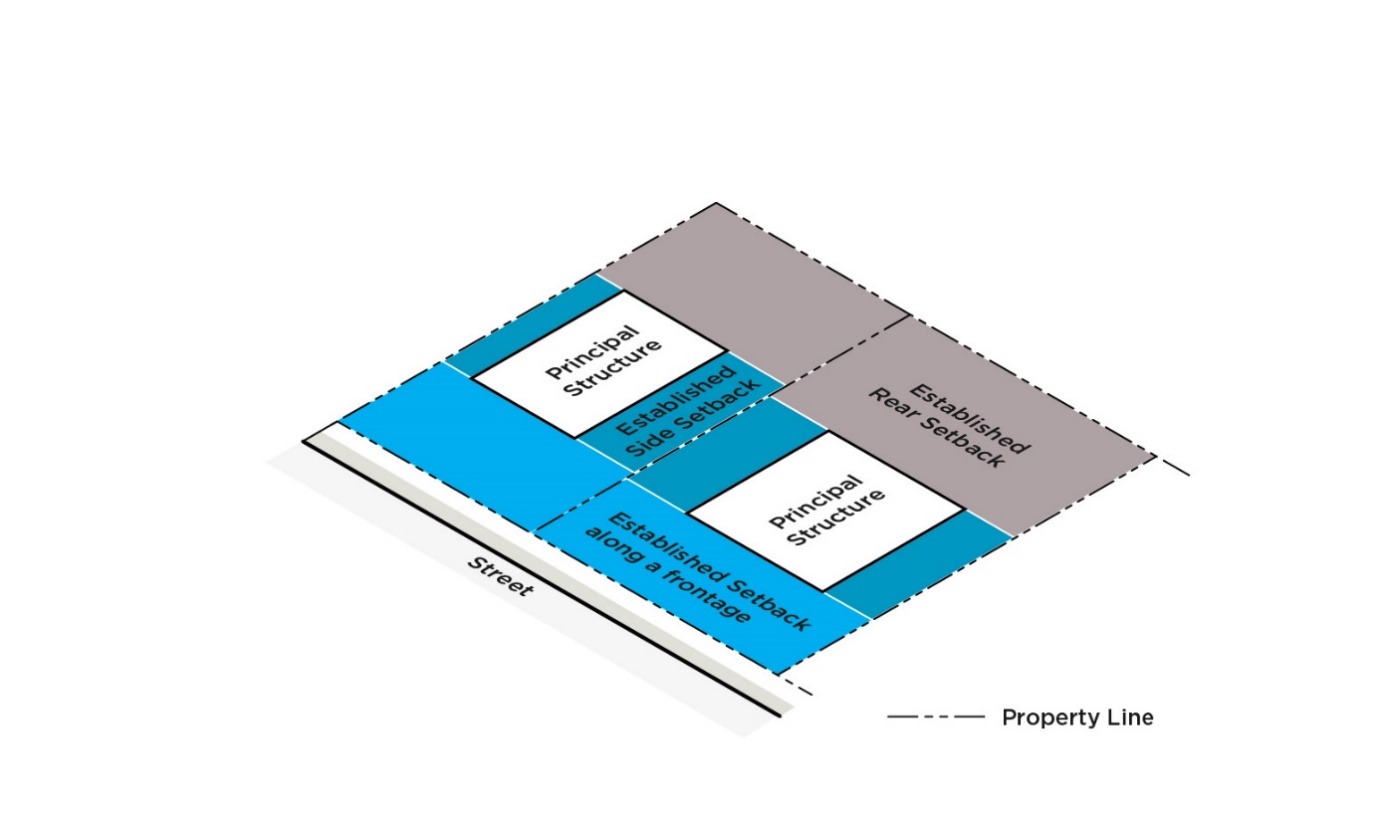 Principal
Structure
Established
Side Setback
Established
Rear Setback
Principal
Structure
Established Setback
along a frontage
Street
Property Line